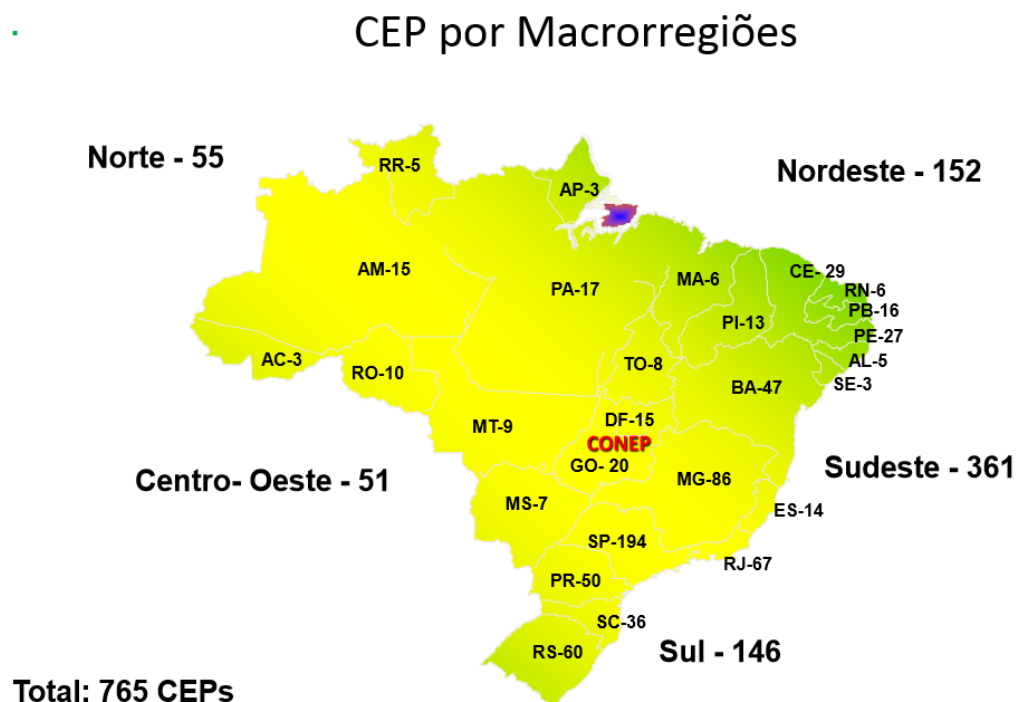 CEP por Macrorregiões
Norte - 55
Nordeste - 152
RR-5
AP-3
AM-15
PA-17
MA-6
CE- 29
RN-6
PB-16
PI-13
PE-27
AC-3
RO-10
TO-8
AL-5
SE-3
BA-47
MT-9
DF-15
CONEP
GO- 20
MG-86
Sudeste - 361
Centro- Oeste - 51
MS-7
ES-14
SP-194
RJ-67
PR-50
SC-36
RS-60
Sul - 146
Total: 765 CEPs